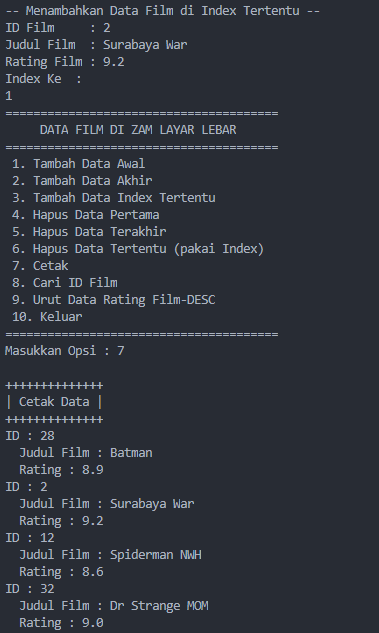 -- Menambahkan Data Film di Index Tertentu --
ID Film     : 2
Judul Film  : Surabaya War
Rating Film : 9.2
Index Ke  :
1
=======================================
     DATA FILM DI ZAM LAYAR LEBAR
=======================================
 1. Tambah Data Awal
 2. Tambah Data Akhir
 3. Tambah Data Index Tertentu
 4. Hapus Data Pertama
 5. Hapus Data Terakhir
 6. Hapus Data Tertentu (pakai Index)
 7. Cetak
 8. Cari ID Film
 9. Urut Data Rating Film-DESC
 10. Keluar
=======================================
Masukkan Opsi : 7

++++++++++++++
| Cetak Data |
++++++++++++++
ID : 28
  Judul Film : Batman
  Rating : 8.9
ID : 2
  Judul Film : Surabaya War
  Rating : 9.2
ID : 12
  Judul Film : Spiderman NWH
  Rating : 8.6
ID : 32
  Judul Film : Dr Strange MOM
  Rating : 9.0